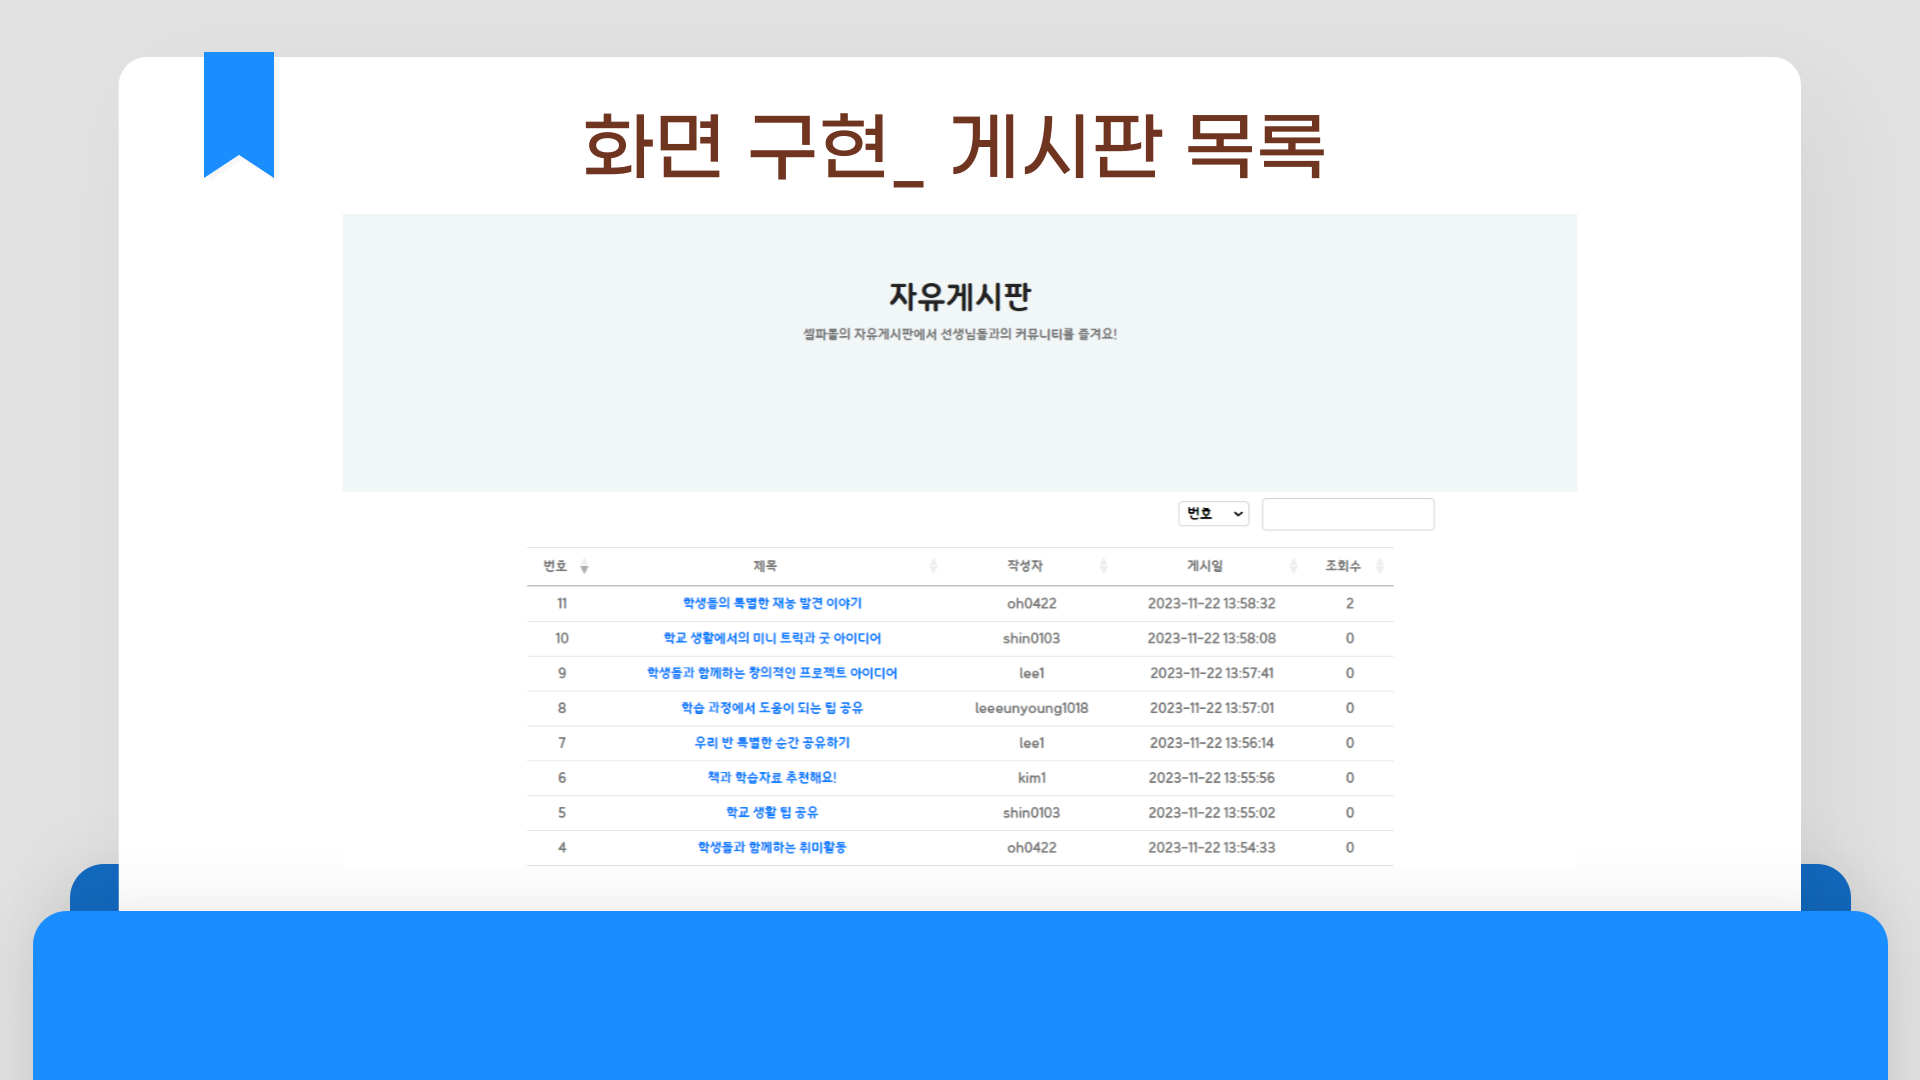 화면 구현_ 게시판 목록
자유게시판
셀파몰의 자유게시판에서 선생님들과의 커뮤니티를 즐겨요!
번호
번호 제목 작성자 게시일 조회수
11 학생들의 특별한 재능 발견 이야기 oh0422 2023-11-22 13:58:32 2
10 학교 생활에서의 미니 트릭과 굿 아이디어 shin0103 2023-11-22 13:58:08 0
9 학생들과 함께하는 창의적인 프로젝트 아이디어 lee1 2023-11-22 13:57:41 0
8 학습 과정에서 도움이 되는 팁 공유 leeeunyoung1018 2023-11-22 13:57:01 0
7 우리 반 특별한 순간 공유하기 lee1 2023-11-22 13:56:14 0
6 책과 학습자료 추천해요! kim1 2023-11-22 13:55:56 0
5 학교 생활 팁 공유 shin0103 2023-11-22 13:55:02 0
4 학생들과 함께하는 취미활동 oh0422 2023-11-22 13:54:33 0